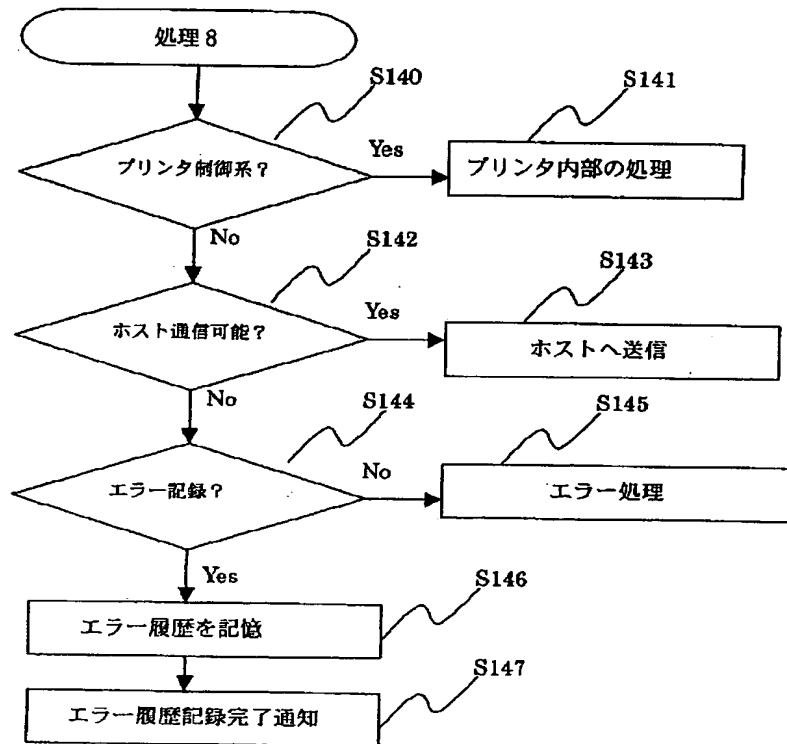 処理8
S140
プリンタ制御系?
Yes
S141
プリンタ内部の処理
No
S142
ホスト通信可能?
Yes
S143
ホストへ送信
No
S144
エラー記録?
No
S145
エラー処理
Yes
S146
エラー履歴を記憶
S147
エラー履歴記録完了通知